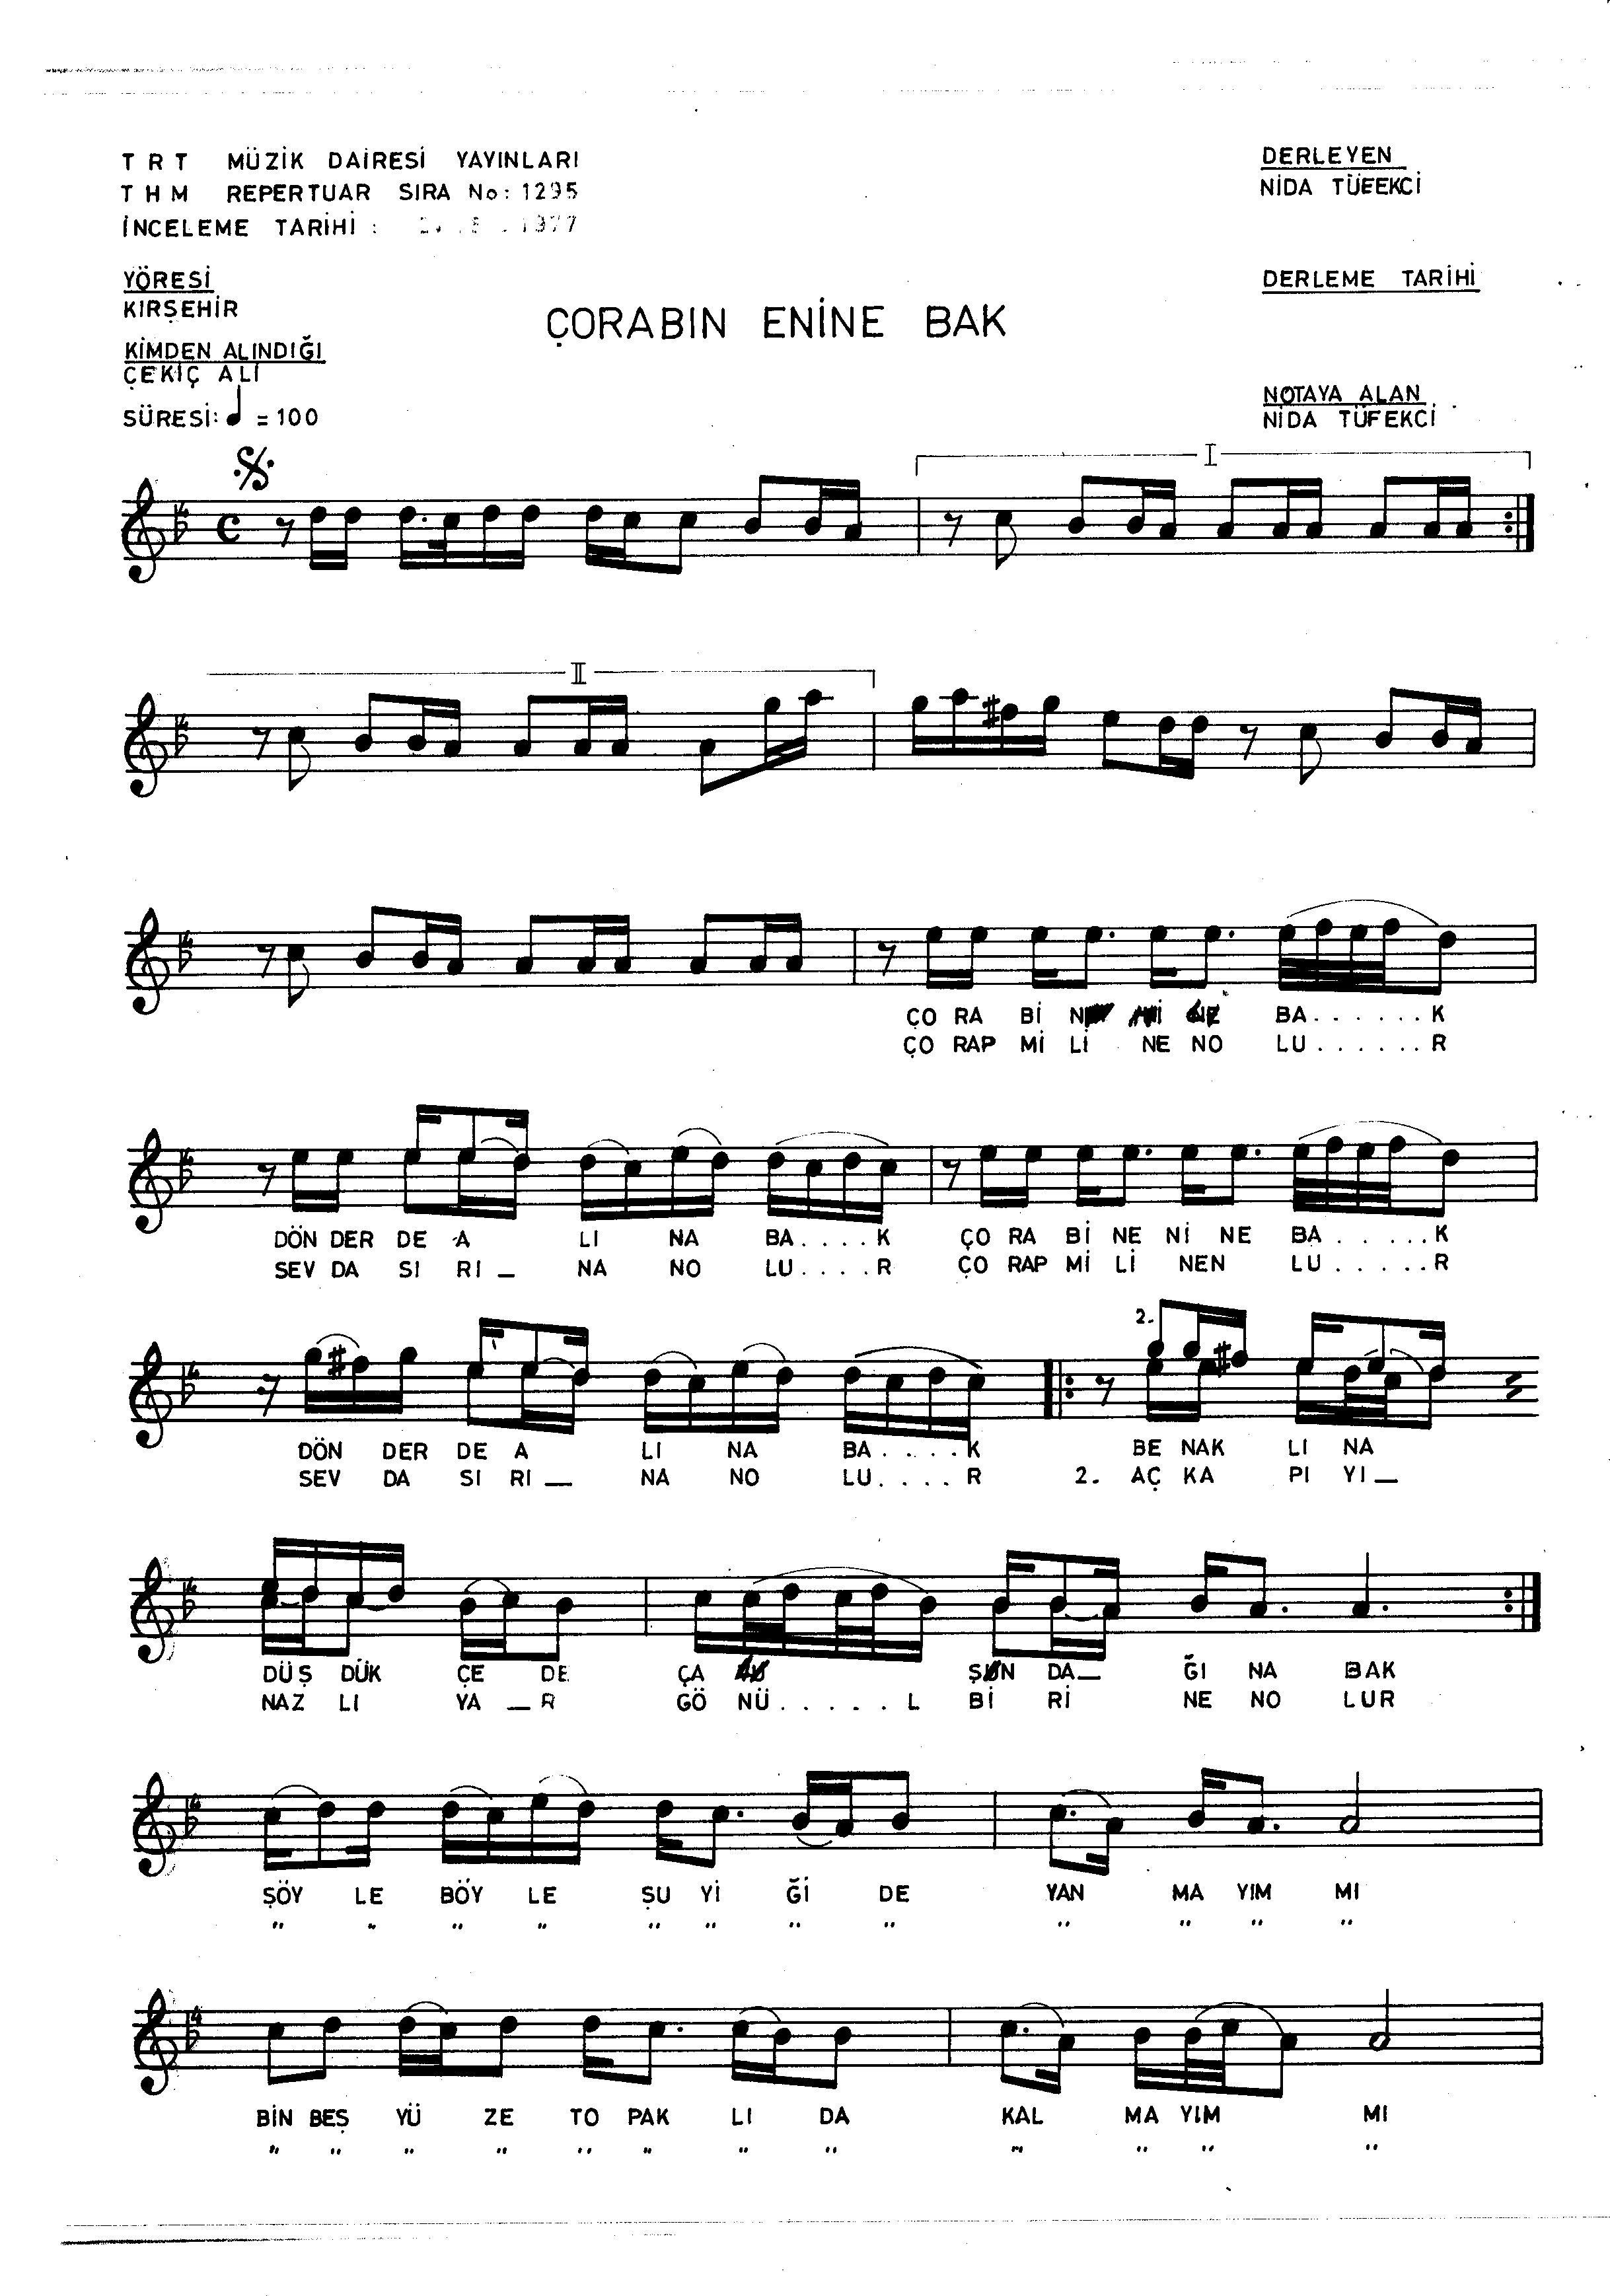 T R T MÜZİK DAİRESİ YAYINLARI
T H M REPERTUAR SIRA No: 1295
İNCELEME TARİHİ : 1977
DERLEYEN
NİDA TÜFEKCİ
YÖRESİ
KIRŞEHİR
DERLEME TARİHİ
ÇORABIN ENİNE BAK
KİMDEN ALINDIĞI
ÇEKİÇ ALİ
SÜRESİ: = 100
NOTAYA ALAN
NİDA TÜFEKCİ
I
II
ÇO RA Bİ NE BA......K
ÇO RAP Mİ Lİ NE NO LU......R
DÖN DER DE A LI NA BA....K ÇO RA Bİ NE Nİ NE BA......K
SEV DA SI RI _ NA NO LU....R ÇO RAP Mİ Lİ NEN LU.....R
2.
DÖN DER DE A LI NA BA....K BE NAK LI NA
SEV DA SI RI _ NA NO LU....R 2. AÇ KA PI YI _
DÜŞ DÜK ÇE DE ÇA ŞUN DA _ ĞI NA BAK
NAZ LI YA _ R GÖ NÜ.....L Bİ Rİ NE NO LUR
ŞÖY LE BÖY LE ŞU Yİ Ğİ DE YAN MA YIM MI
" " " " " " " " " " " "
BİN BEŞ YÜ ZE TO PAK LI DA KAL MA YIM MI
" " " " " " " " " " " "